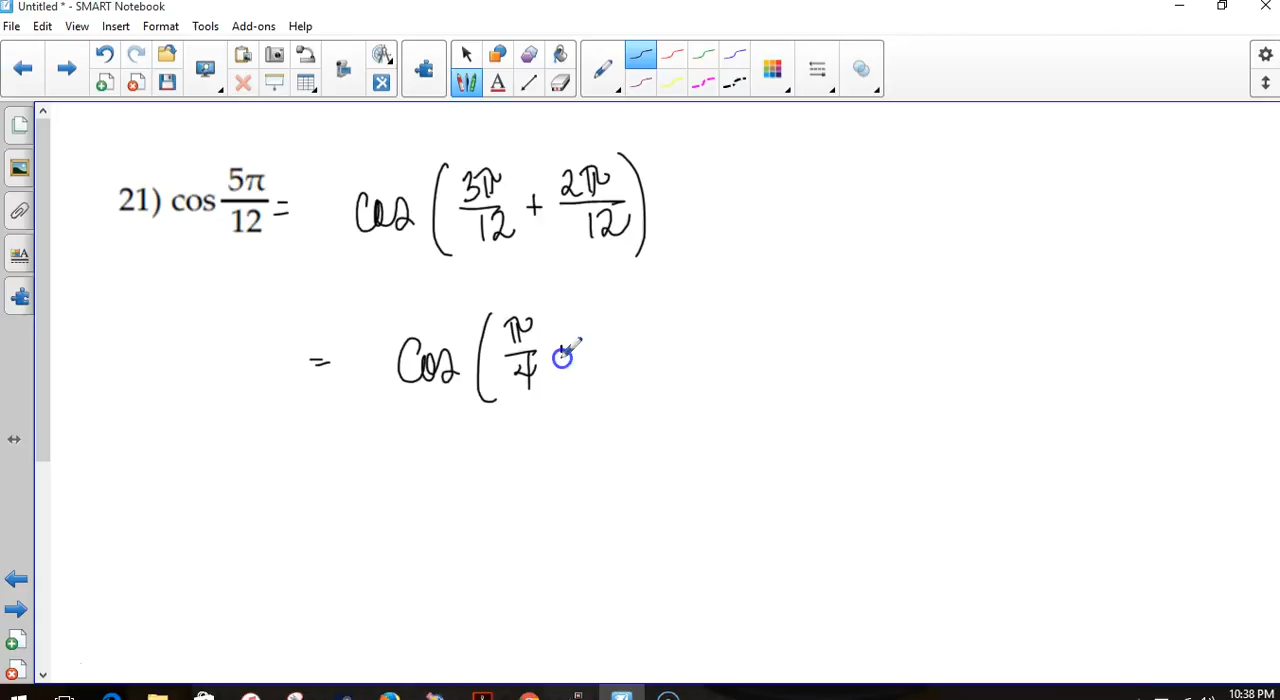 Untitled * - SMART Notebook
File Edit View Insert Format Tools Add-ons Help
21) cos 5π/12 = cos (3π/12 + 2π/12)
= cos (π/4 +
10:38 PM